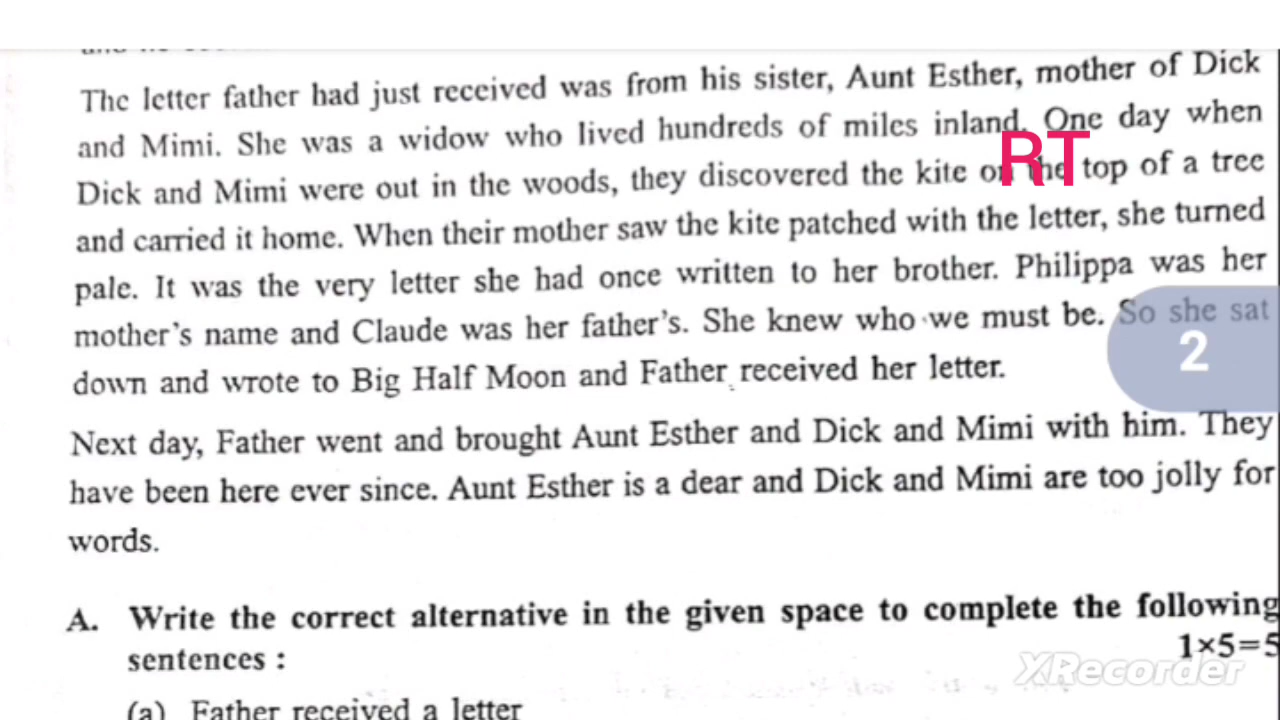 The letter father had just received was from his sister, Aunt Esther, mother of Dick
and Mimi. She was a widow who lived hundreds of miles inland. One day when
RT
Dick and Mimi were out in the woods, they discovered the kite on the top of a tree
and carried it home. When their mother saw the kite patched with the letter, she turned
pale. It was the very letter she had once written to her brother. Philippa was her
mother's name and Claude was her father's. She knew who we must be. So she sat
2
down and wrote to Big Half Moon and Father received her letter.
Next day, Father went and brought Aunt Esther and Dick and Mimi with him. They
have been here ever since. Aunt Esther is a dear and Dick and Mimi are too jolly for
words.
A. Write the correct alternative in the given space to complete the following
sentences : 1×5=5
XRecorder
(a) Father received a letter